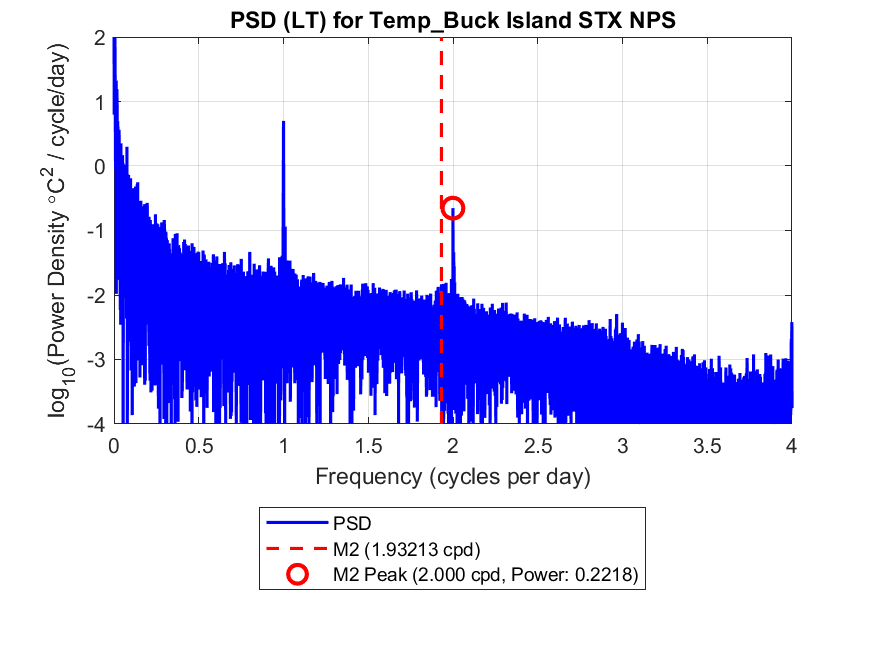 PSD (LT) for Temp_Buck Island STX NPS
log10(Power Density °C2 / cycle/day)
2
1
0
-1
-2
-3
-4
0 0.5 1 1.5 2 2.5 3 3.5 4
Frequency (cycles per day)
PSD
M2 (1.93213 cpd)
M2 Peak (2.000 cpd, Power: 0.2218)